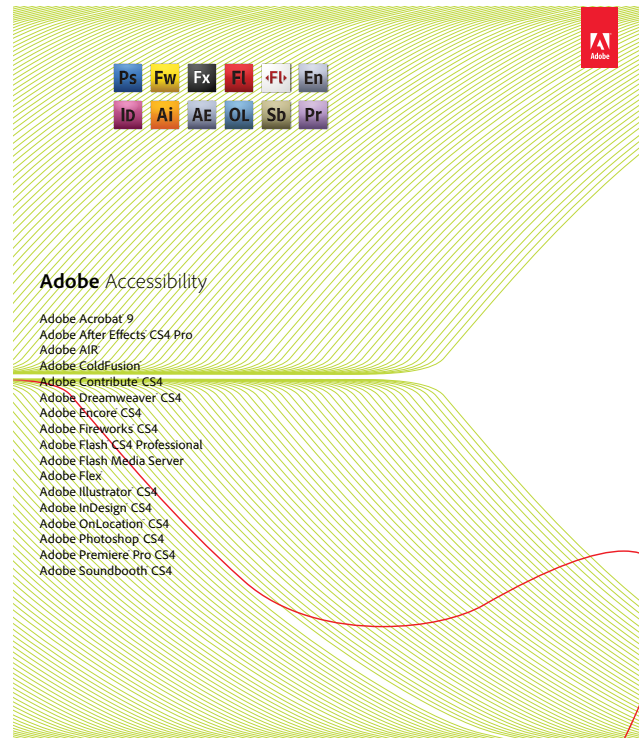 Adobe
Ps Fw Fx Fl Fl En
ID Ai AE OL Sb Pr
Adobe Accessibility
Adobe Acrobat 9
Adobe After Effects CS4 Pro
Adobe AIR
Adobe ColdFusion
Adobe Contribute CS4
Adobe Dreamweaver CS4
Adobe Encore CS4
Adobe Fireworks CS4
Adobe Flash CS4 Professional
Adobe Flash Media Server
Adobe Flex
Adobe Illustrator CS4
Adobe InDesign CS4
Adobe OnLocation CS4
Adobe Photoshop CS4
Adobe Premiere Pro CS4
Adobe Soundbooth CS4